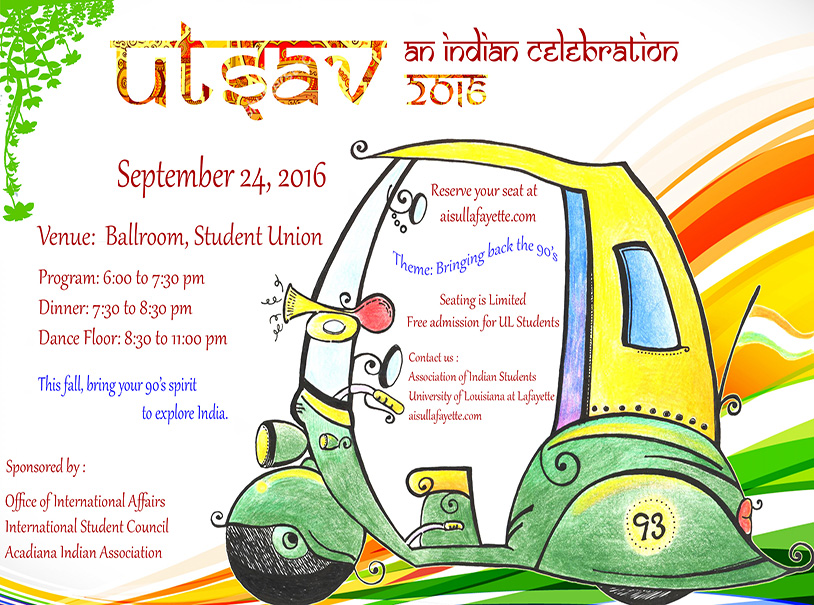 utsav an indian celebration
2016
September 24, 2016
Venue: Ballroom, Student Union
Program: 6:00 to 7:30 pm
Dinner: 7:30 to 8:30 pm
Dance Floor: 8:30 to 11:00 pm
This fall, bring your 90's spirit
to explore India.
Sponsored by :
Office of International Affairs
International Student Council
Acadiana Indian Association
Reserve your seat at
aisullafayette.com
Theme: Bringing back the 90's
Seating is Limited
Free admission for UL Students
Contact us :
Association of Indian Students
University of Louisiana at Lafayette
aisullafayette.com
93